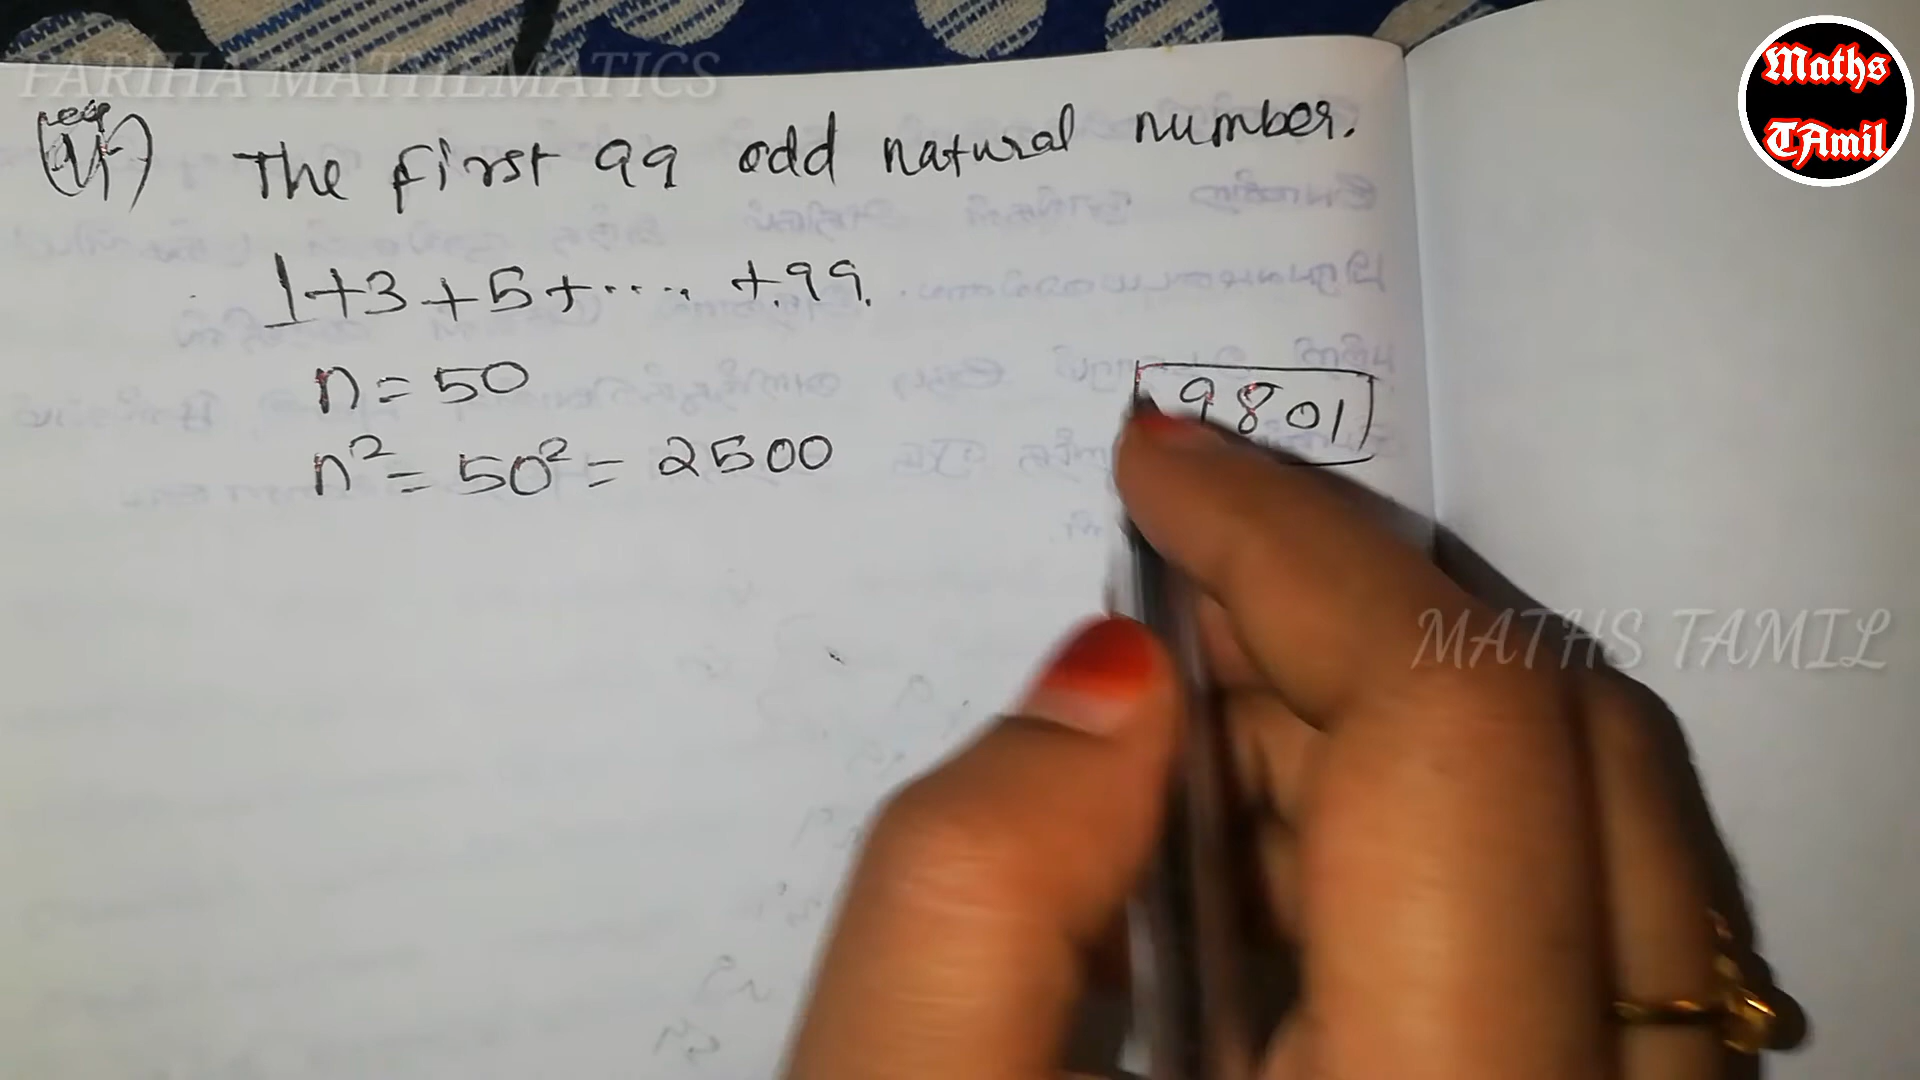 FARIHA MATHEMATICS
Maths
TAmil
The first 99 odd natural number.
1+3+5+.... +.99.
n=50
9801
n²= 50² = 2500
MATHS TAMIL